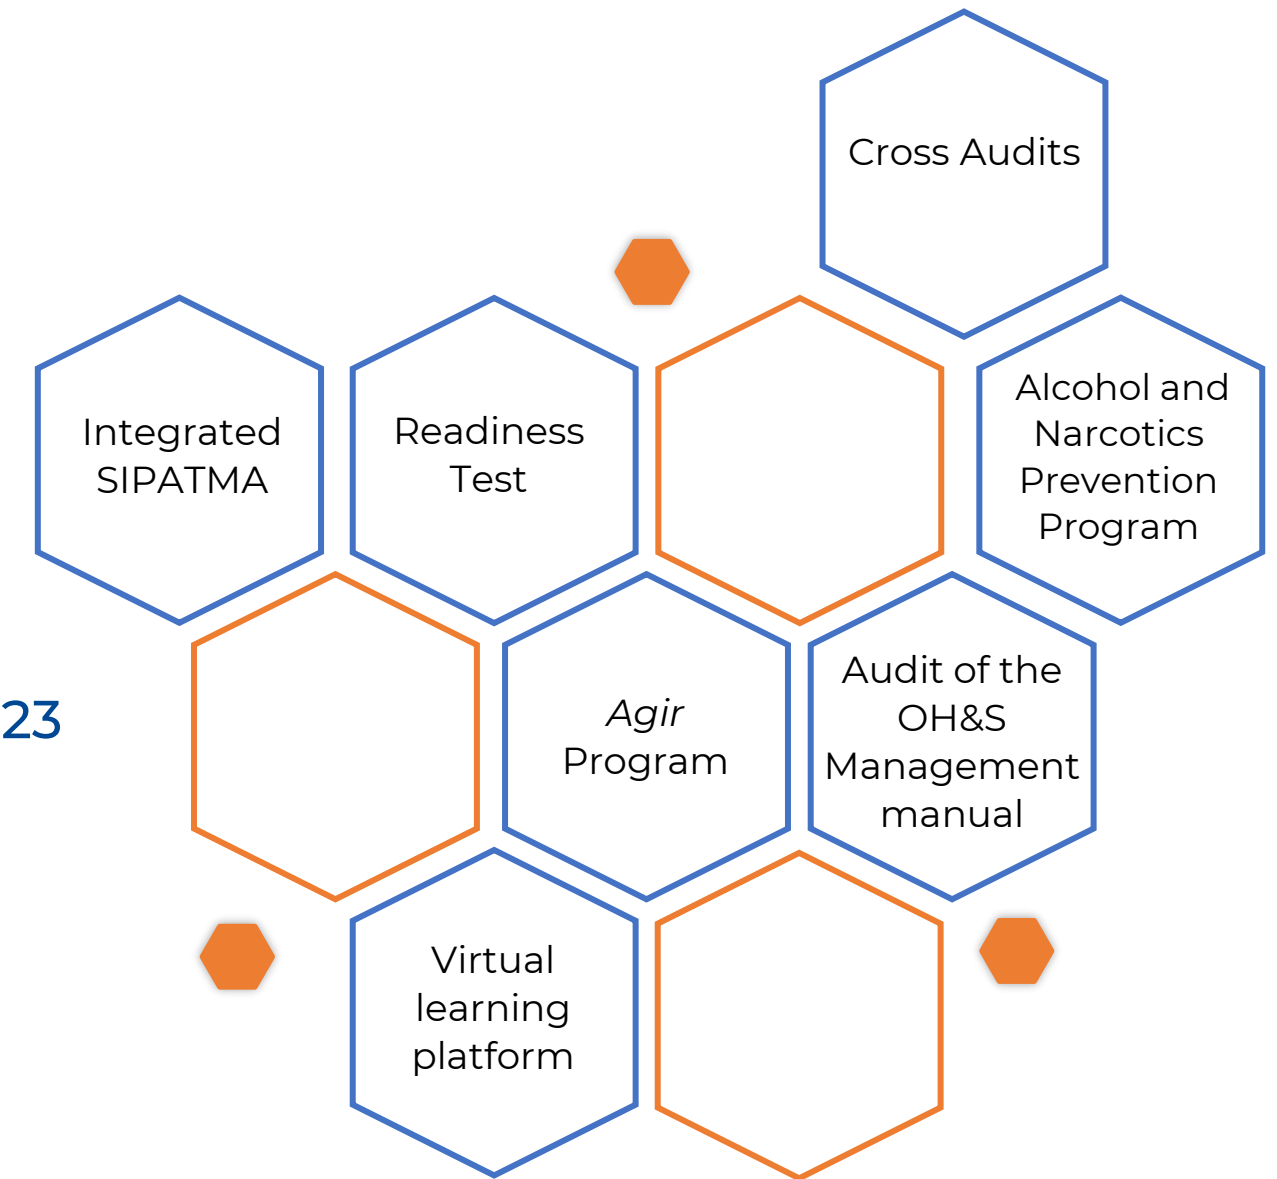 Cross Audits
Integrated
SIPATMA
Readiness
Test
Alcohol and
Narcotics
Prevention
Program
23
Agir
Program
Audit of the
OH&S
Management
manual
Virtual
learning
platform